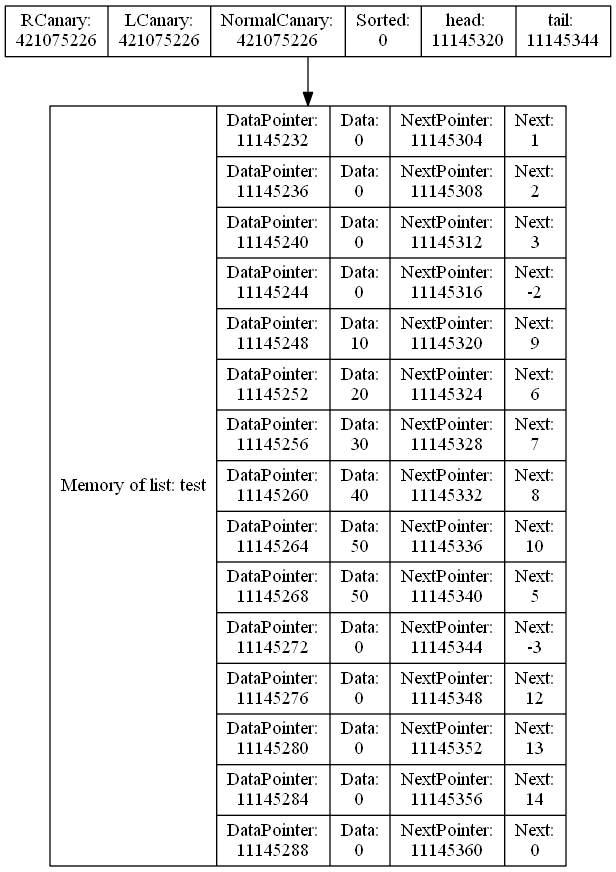 RCanary: LCanary: NormalCanary: Sorted: head: tail:
421075226 421075226 421075226 0 11145320 11145344
DataPointer: Data: NextPointer: Next:
11145232 0 11145304 1
DataPointer: Data: NextPointer: Next:
11145236 0 11145308 2
DataPointer: Data: NextPointer: Next:
11145240 0 11145312 3
DataPointer: Data: NextPointer: Next:
11145244 0 11145316 -2
DataPointer: Data: NextPointer: Next:
11145248 10 11145320 9
DataPointer: Data: NextPointer: Next:
11145252 20 11145324 6
DataPointer: Data: NextPointer: Next:
11145256 30 11145328 7
DataPointer: Data: NextPointer: Next:
Memory of list: test
11145260 40 11145332 8
DataPointer: Data: NextPointer: Next:
11145264 50 11145336 10
DataPointer: Data: NextPointer: Next:
11145268 50 11145340 5
DataPointer: Data: NextPointer: Next:
11145272 0 11145344 -3
DataPointer: Data: NextPointer: Next:
11145276 0 11145348 12
DataPointer: Data: NextPointer: Next:
11145280 0 11145352 13
DataPointer: Data: NextPointer: Next:
11145284 0 11145356 14
DataPointer: Data: NextPointer: Next:
11145288 0 11145360 0